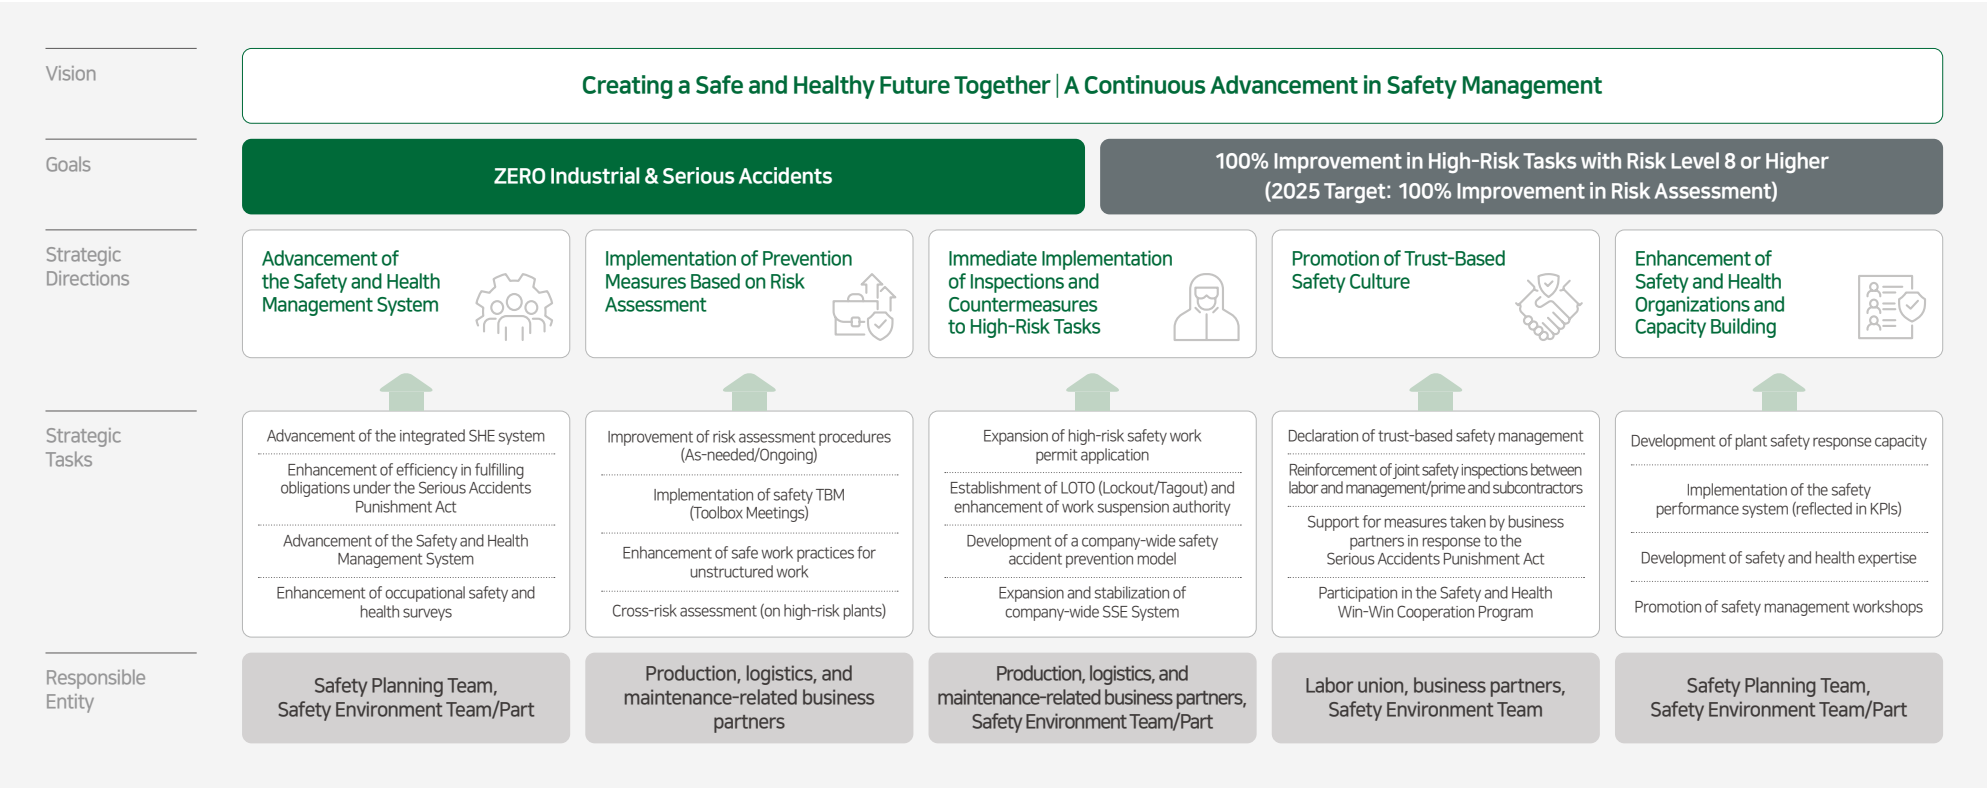 Vision
Creating a Safe and Healthy Future Together | A Continuous Advancement in Safety Management
Goals
ZERO Industrial & Serious Accidents
100% Improvement in High-Risk Tasks with Risk Level 8 or Higher
(2025 Target: 100% Improvement in Risk Assessment)
Strategic
Directions
Advancement of
the Safety and Health
Management System
Implementation of Prevention
Measures Based on Risk
Assessment
Immediate Implementation
of Inspections and
Countermeasures
to High-Risk Tasks
Promotion of Trust-Based
Safety Culture
Enhancement of
Safety and Health
Organizations and
Capacity Building
Strategic
Tasks
Advancement of the integrated SHE system
Enhancement of efficiency in fulfilling
obligations under the Serious Accidents
Punishment Act
Advancement of the Safety and Health
Management System
Enhancement of occupational safety and
health surveys
Improvement of risk assessment procedures
(As-needed/Ongoing)
Implementation of safety TBM
(Toolbox Meetings)
Enhancement of safe work practices for
unstructured work
Cross-risk assessment (on high-risk plants)
Expansion of high-risk safety work
permit application
Establishment of LOTO (Lockout/Tagout) and
enhancement of work suspension authority
Development of a company-wide safety
accident prevention model
Expansion and stabilization of
company-wide SSE System
Declaration of trust-based safety management
Reinforcement of joint safety inspections between
labor and management/prime and subcontractors
Support for measures taken by business
partners in response to the
Serious Accidents Punishment Act
Participation in the Safety and Health
Win-Win Cooperation Program
Development of plant safety response capacity
Implementation of the safety
performance system (reflected in KPIs)
Development of safety and health expertise
Promotion of safety management workshops
Responsible
Entity
Safety Planning Team,
Safety Environment Team/Part
Production, logistics, and
maintenance-related business
partners
Production, logistics, and
maintenance-related business partners,
Safety Environment Team/Part
Labor union, business partners,
Safety Environment Team
Safety Planning Team,
Safety Environment Team/Part